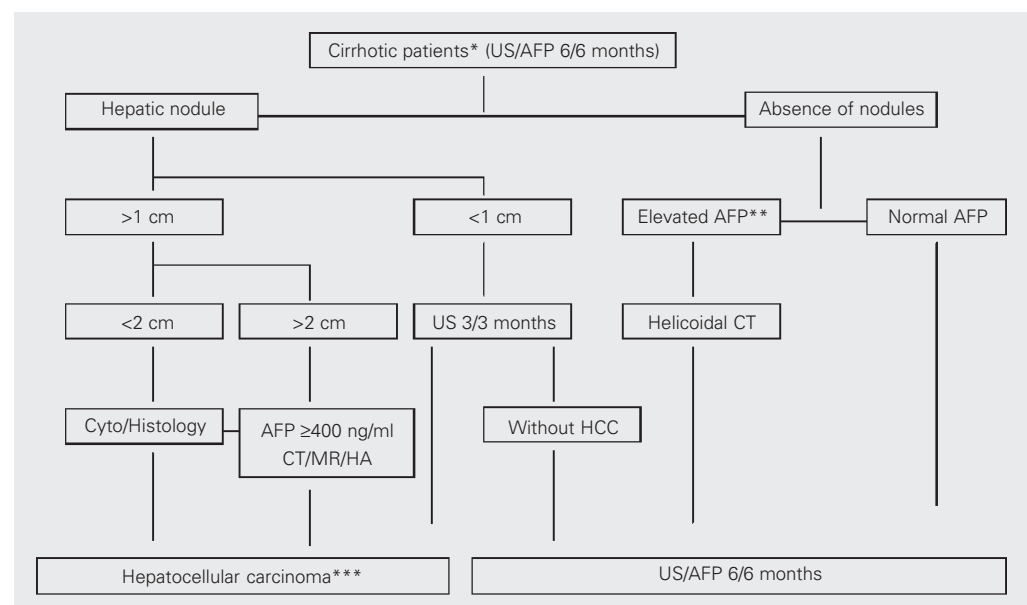 Cirrhotic patients* (US/AFP 6/6 months)
Hepatic nodule
Absence of nodules
>1 cm
<1 cm
Elevated AFP**
Normal AFP
<2 cm
>2 cm
US 3/3 months
Helicoidal CT
Cyto/Histology
AFP ≥400 ng/ml
CT/MR/HA
Without HCC
Hepatocellular carcinoma***
US/AFP 6/6 months